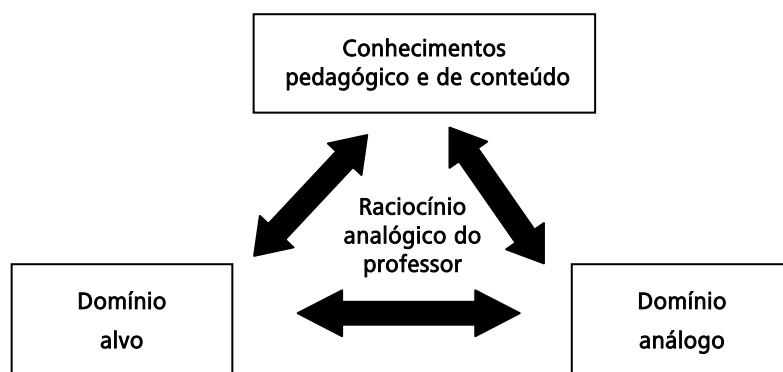 Conhecimentos
pedagógico e de conteúdo
Raciocínio
analógico do
professor
Domínio
alvo
Domínio
análogo